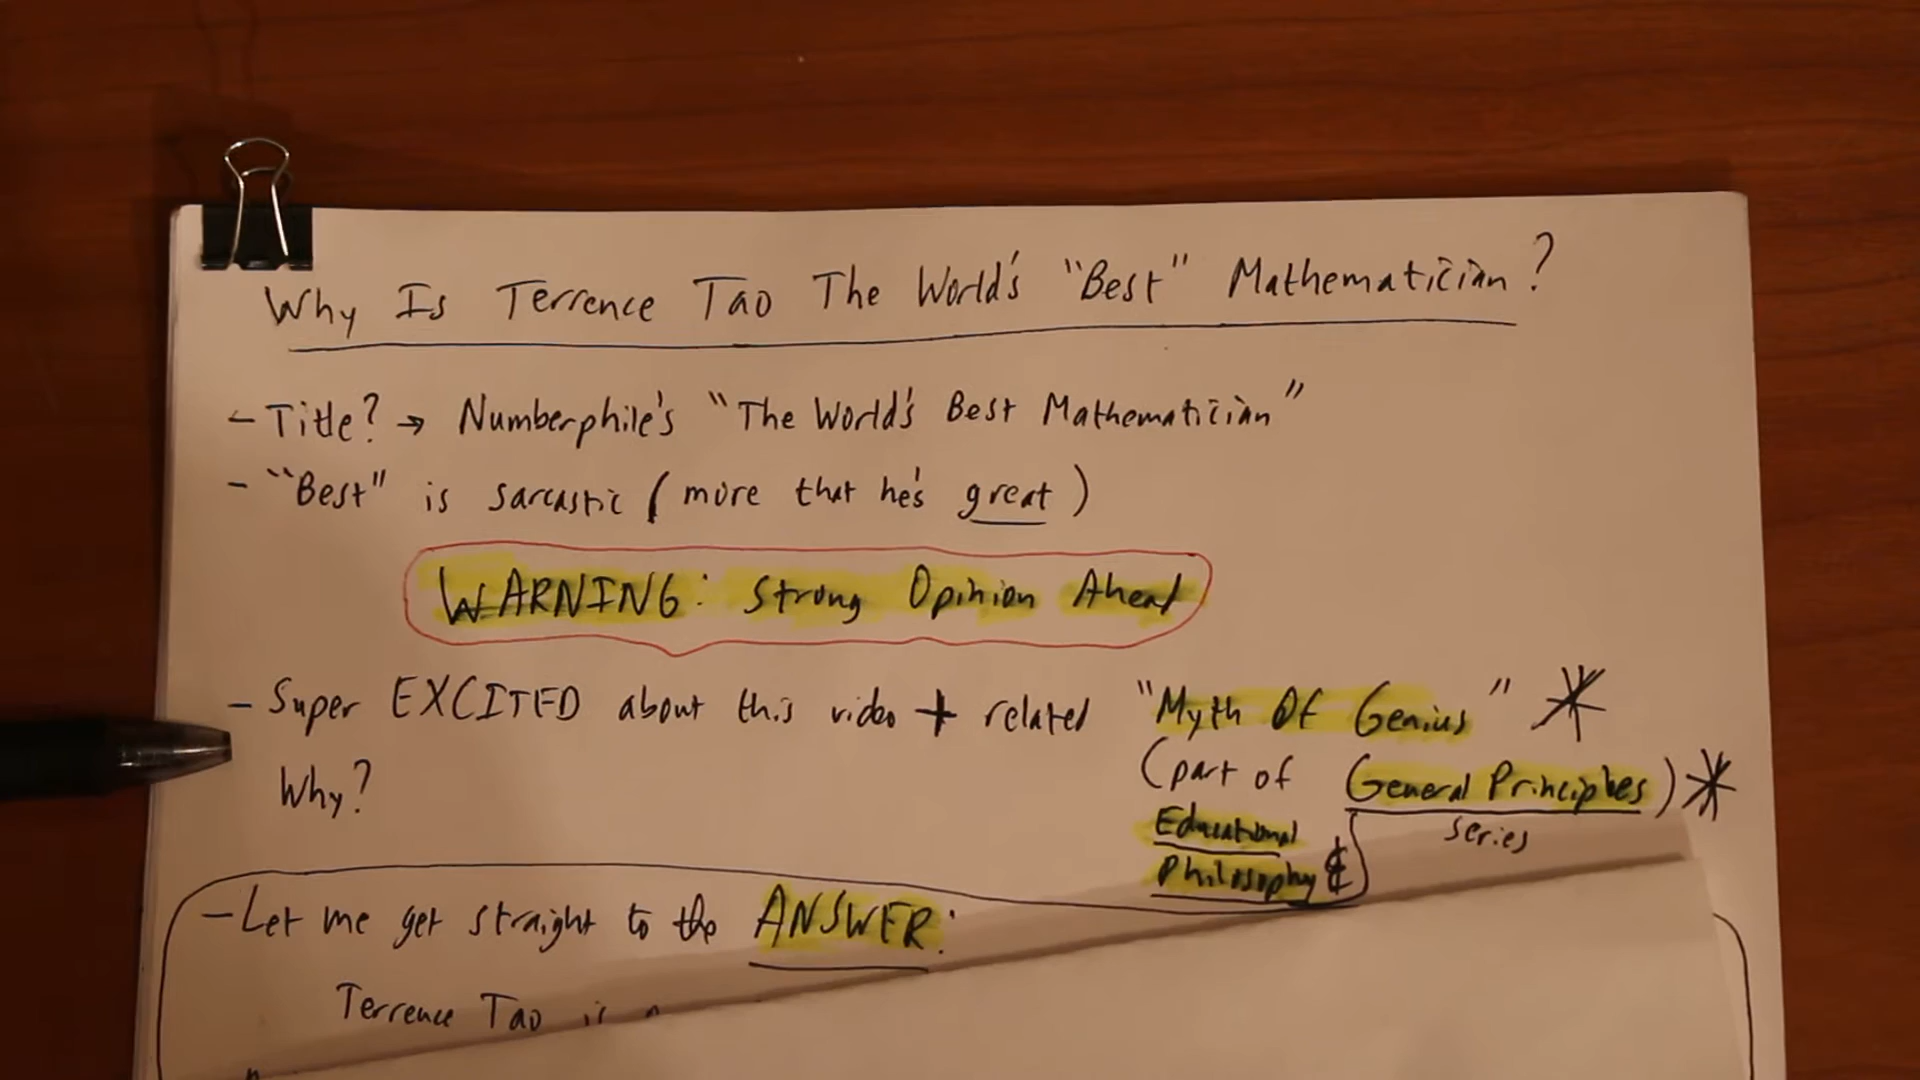 Why Is Terrence Tao The World's "Best" Mathematician?
- Title? → Numberphile's "The World's Best Mathematician"
- "Best" is sarcastic (more that he's great)
WARNING: Strong Opinion Ahead
- Super EXCITED about this video + related "Myth Of Genius" *
Why?
(part of General Principles) *
series
Educational
Philosophy &
- Let me get straight to the ANSWER:
Terrence Tao is